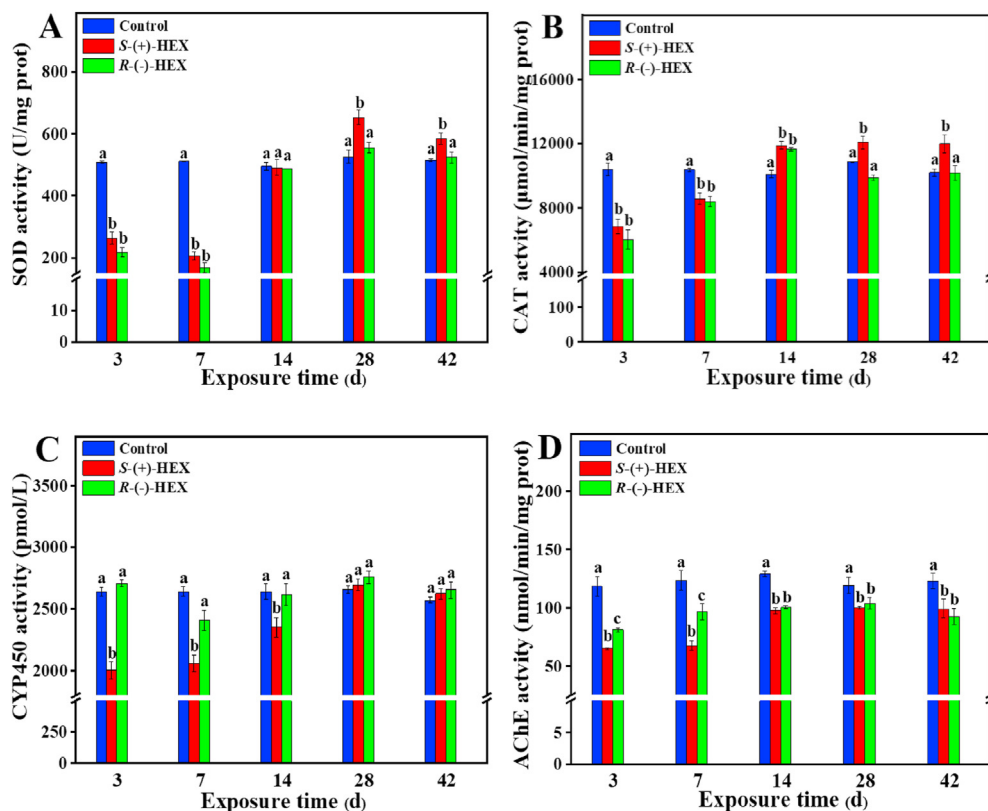 A
Control
S-(+)-HEX
R-(-)-HEX
SOD activity (U/mg prot)
800
600
400
200
10
0
a b b a b b a a a a b a a b a
3 7 14 28 42
Exposure time (d)
B
Control
S-(+)-HEX
R-(-)-HEX
CAT actvity (μmol/min/mg prot)
16000
12000
8000
4000
100
0
a b b a b b a b b a b a a b a
3 7 14 28 42
Exposure time (d)
C
Control
S-(+)-HEX
R-(-)-HEX
CYP450 activity (pmol/L)
3500
3000
2500
2000
250
0
a b a a b a a b a a a a a a a
3 7 14 28 42
Exposure time (d)
D
Control
S-(+)-HEX
R-(-)-HEX
AChE activity (nmol/min/mg prot)
200
150
100
50
5
0
a b c a b c a b b a b b a b b
3 7 14 28 42
Exposure time (d)